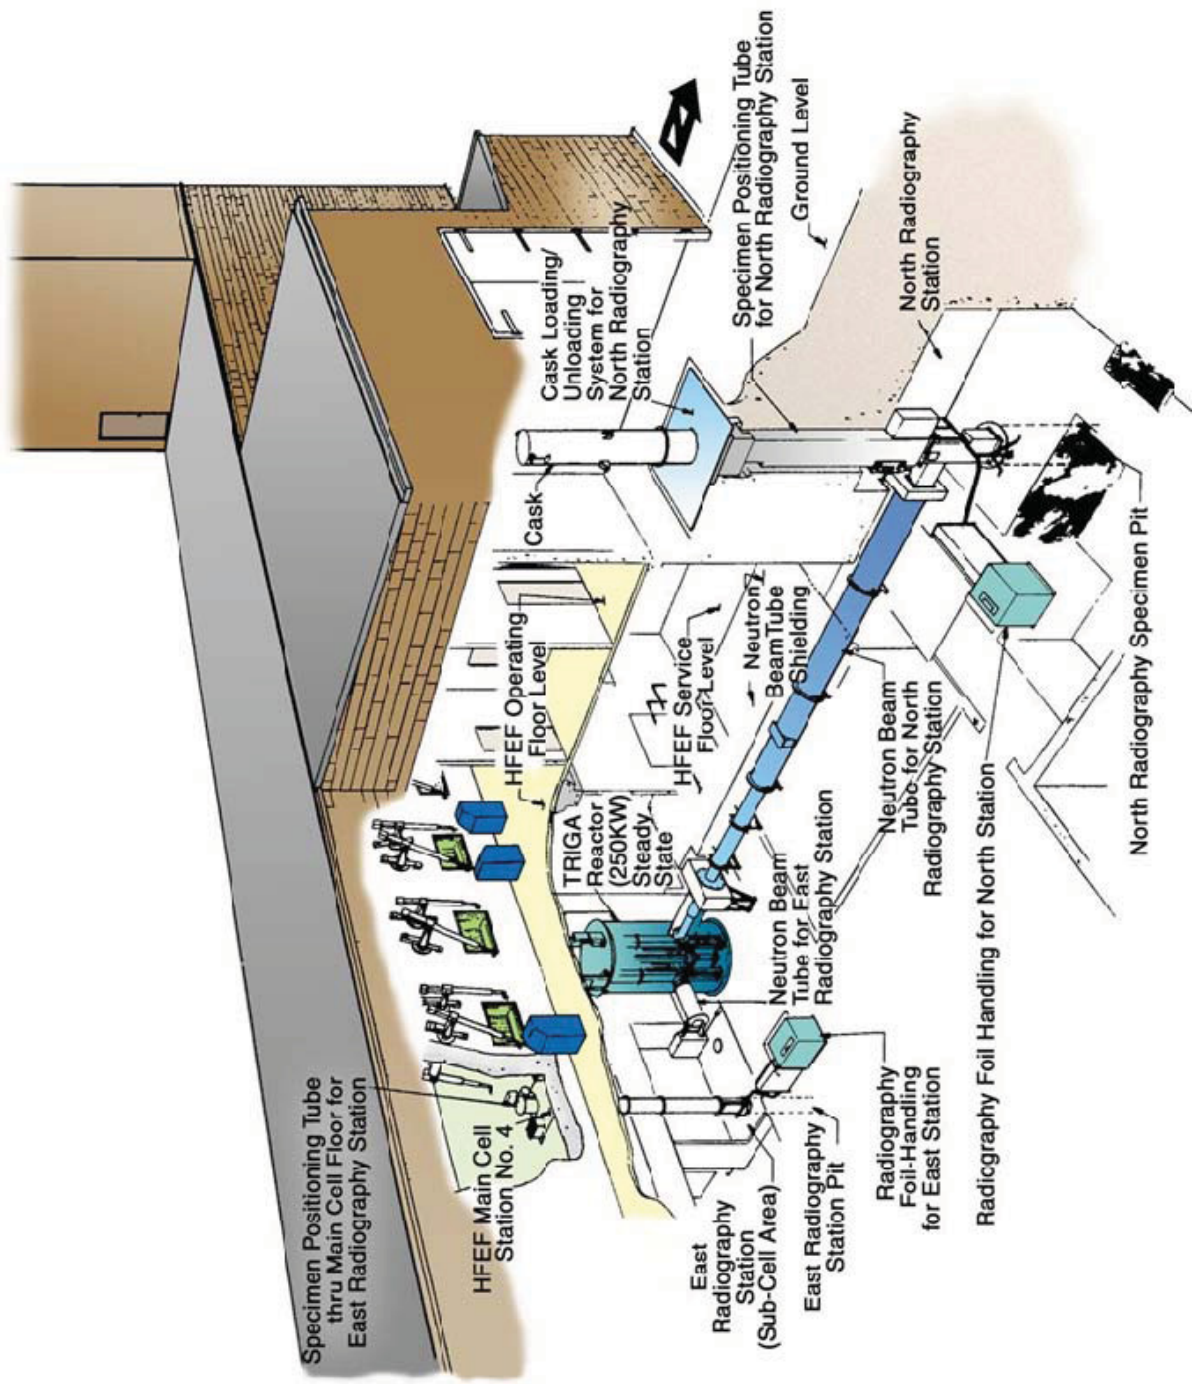 Specimen Positioning Tube
thru Main Cell Floor for
East Radiography Station
HFEF Main Cell
Station No. 4
East
Radiography
Station
(Sub-Cell Area)
East Radiography
Station Pit
Radiography
Foil-Handling
for East Station
Radiography Foil Handling for North Station
Neutron Beam
Tube for East
Radiography Station
TRIGA
Reactor
(250KW)
Steady
State
HFEF Operating
Floor Level
HFEF Service
Floor Level
Neutron
BeamTube
Shielding
Neutron Beam
Tube for North
Radiography Station
North Radiography Specimen Pit
Cask
Cask Loading/
Unloading
System for
North Radiography
Station
Specimen Positioning Tube
for North Radiography Station
Ground Level
North Radiography
Station
N